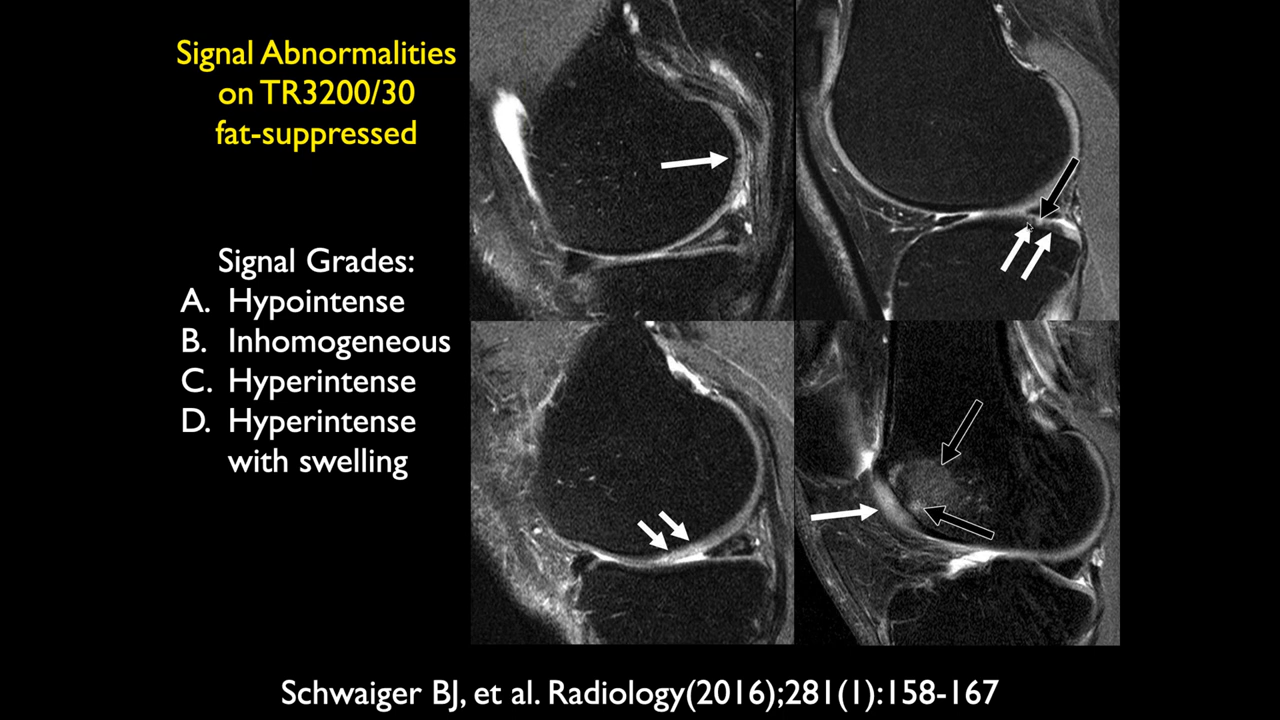 Signal Abnormalities
on TR3200/30
fat-suppressed
Signal Grades:
A. Hypointense
B. Inhomogeneous
C. Hyperintense
D. Hyperintense
with swelling
Schwaiger BJ, et al. Radiology(2016);281(1):158-167